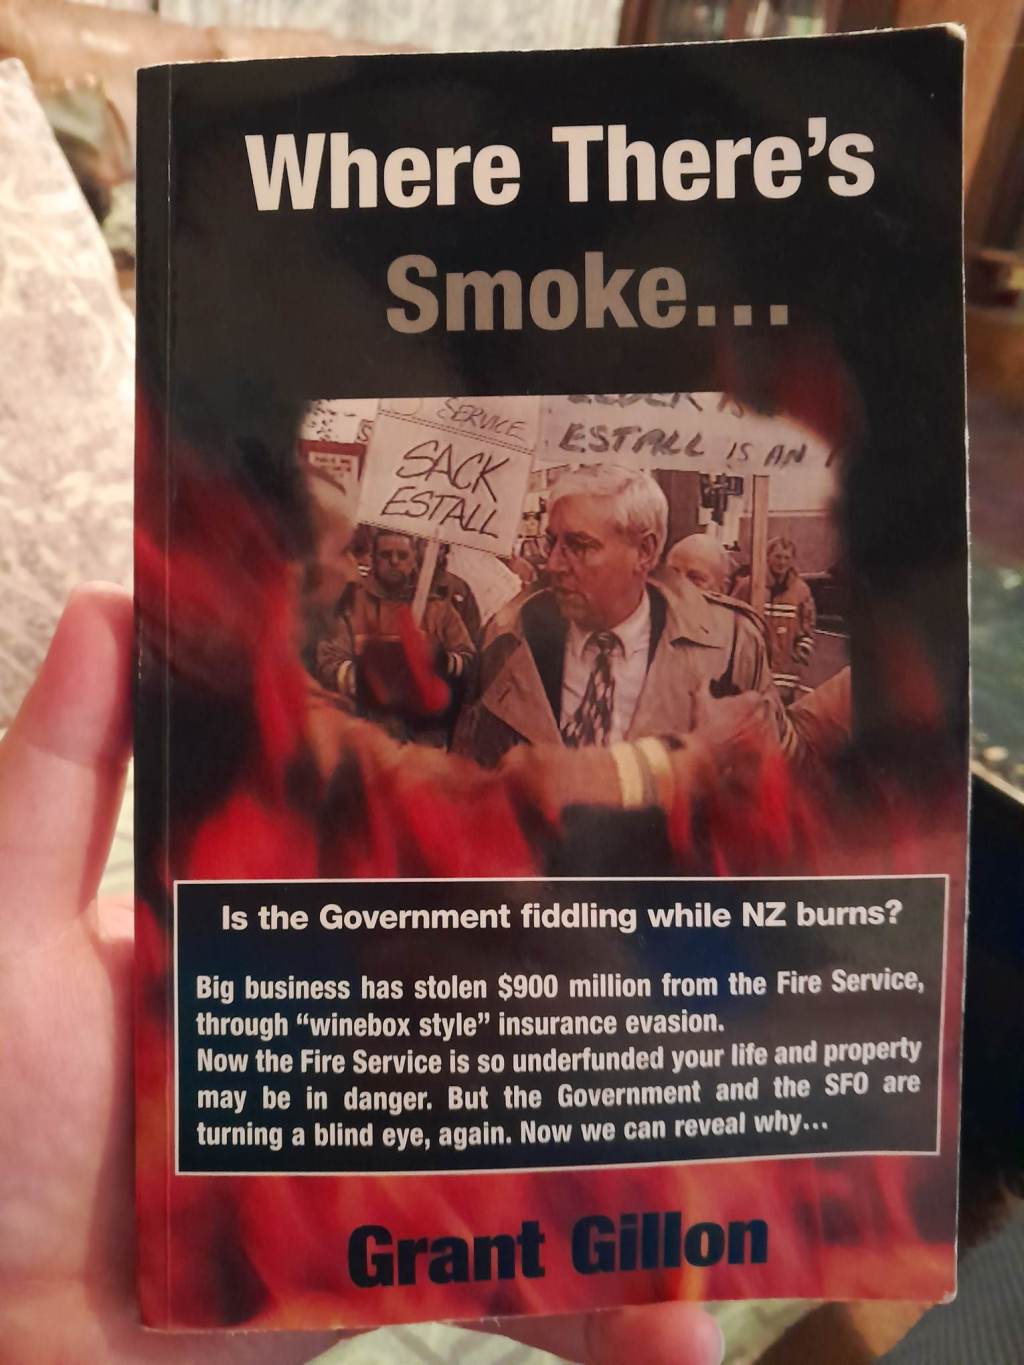 Where There's
Smoke...
SERVICE
SACK
ESTALL
ESTALL IS AN
Is the Government fiddling while NZ burns?
Big business has stolen $900 million from the Fire Service,
through “winebox style” insurance evasion.
Now the Fire Service is so underfunded your life and property
may be in danger. But the Government and the SFO are
turning a blind eye, again. Now we can reveal why...
Grant Gillon